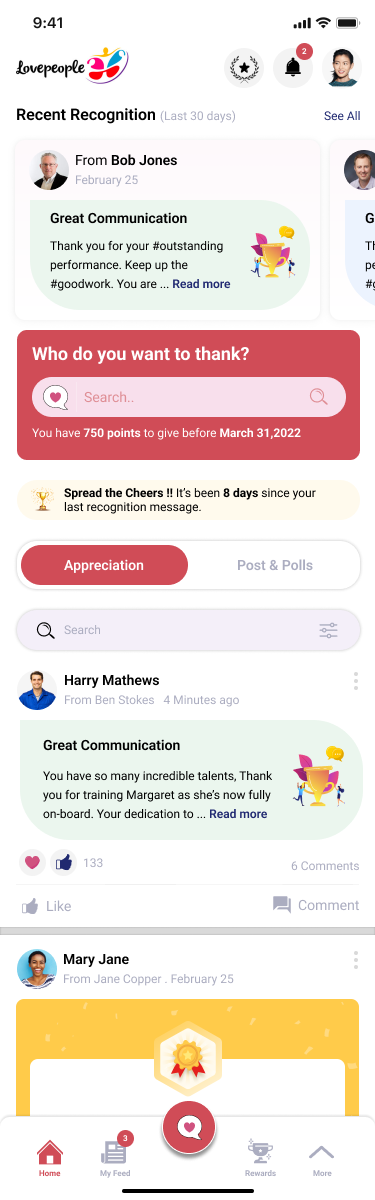 9:41
2
Lovepeople
Recent Recognition (Last 30 days) See All
From Bob Jones
February 25
Great Communication
Thank you for your #outstanding
performance. Keep up the
#goodwork. You are ... Read more
G
Th
pe
#g
Who do you want to thank?
Search..
You have 750 points to give before March 31,2022
Spread the Cheers !! It's been 8 days since your
last recognition message.
Appreciation Post & Polls
Search
Harry Mathews
From Ben Stokes 4 Minutes ago
Great Communication
You have so many incredible talents, Thank
you for training Margaret as she's now fully
on-board. Your dedication to ... Read more
133 6 Comments
Like Comment
Mary Jane
From Jane Copper . February 25
3
Home My Feed Rewards More